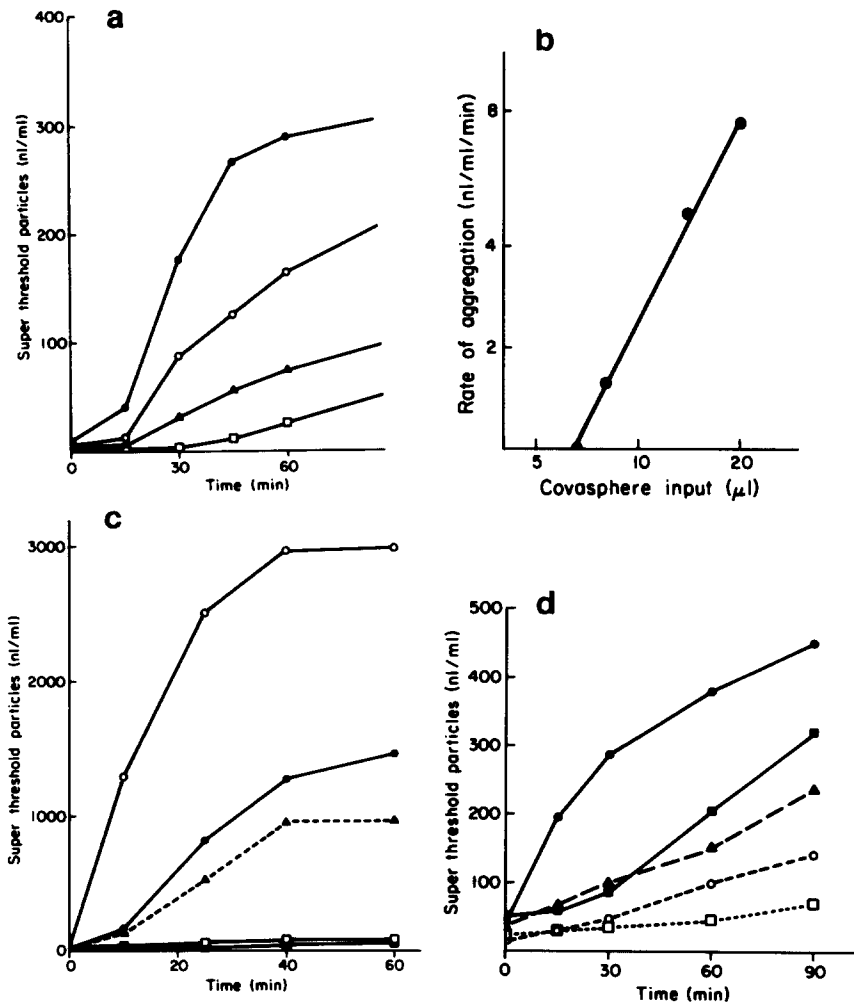 a
400
300
200
100
0 30 60
Super threshold particles (nl/ml)
Time (min)
b
8
4
2
5 10 20
Rate of aggregation (nl/ml/min)
Covasphere input (μl)
c
3000
2000
1000
0
0 20 40 60
Super threshold particles (nl/ml)
Time (min)
d
500
400
300
200
100
0 30 60 90
Super threshold particles (nl/ml)
Time (min)